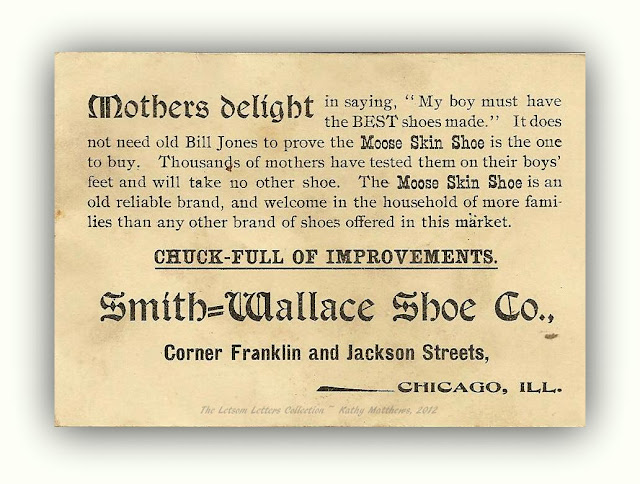 Mothers delight in saying, "My boy must have
the BEST shoes made." It does
not need old Bill Jones to prove the Moose Skin Shoe is the one
to buy. Thousands of mothers have tested them on their boys'
feet and will take no other shoe. The Moose Skin Shoe is an
old reliable brand, and welcome in the household of more fami-
lies than any other brand of shoes offered in this market.
CHUCK-FULL OF IMPROVEMENTS.
Smith=Wallace Shoe Co.,
Corner Franklin and Jackson Streets,
CHICAGO, ILL.
The Letsom Letters Collection ~ Kathy Matthews, 2012